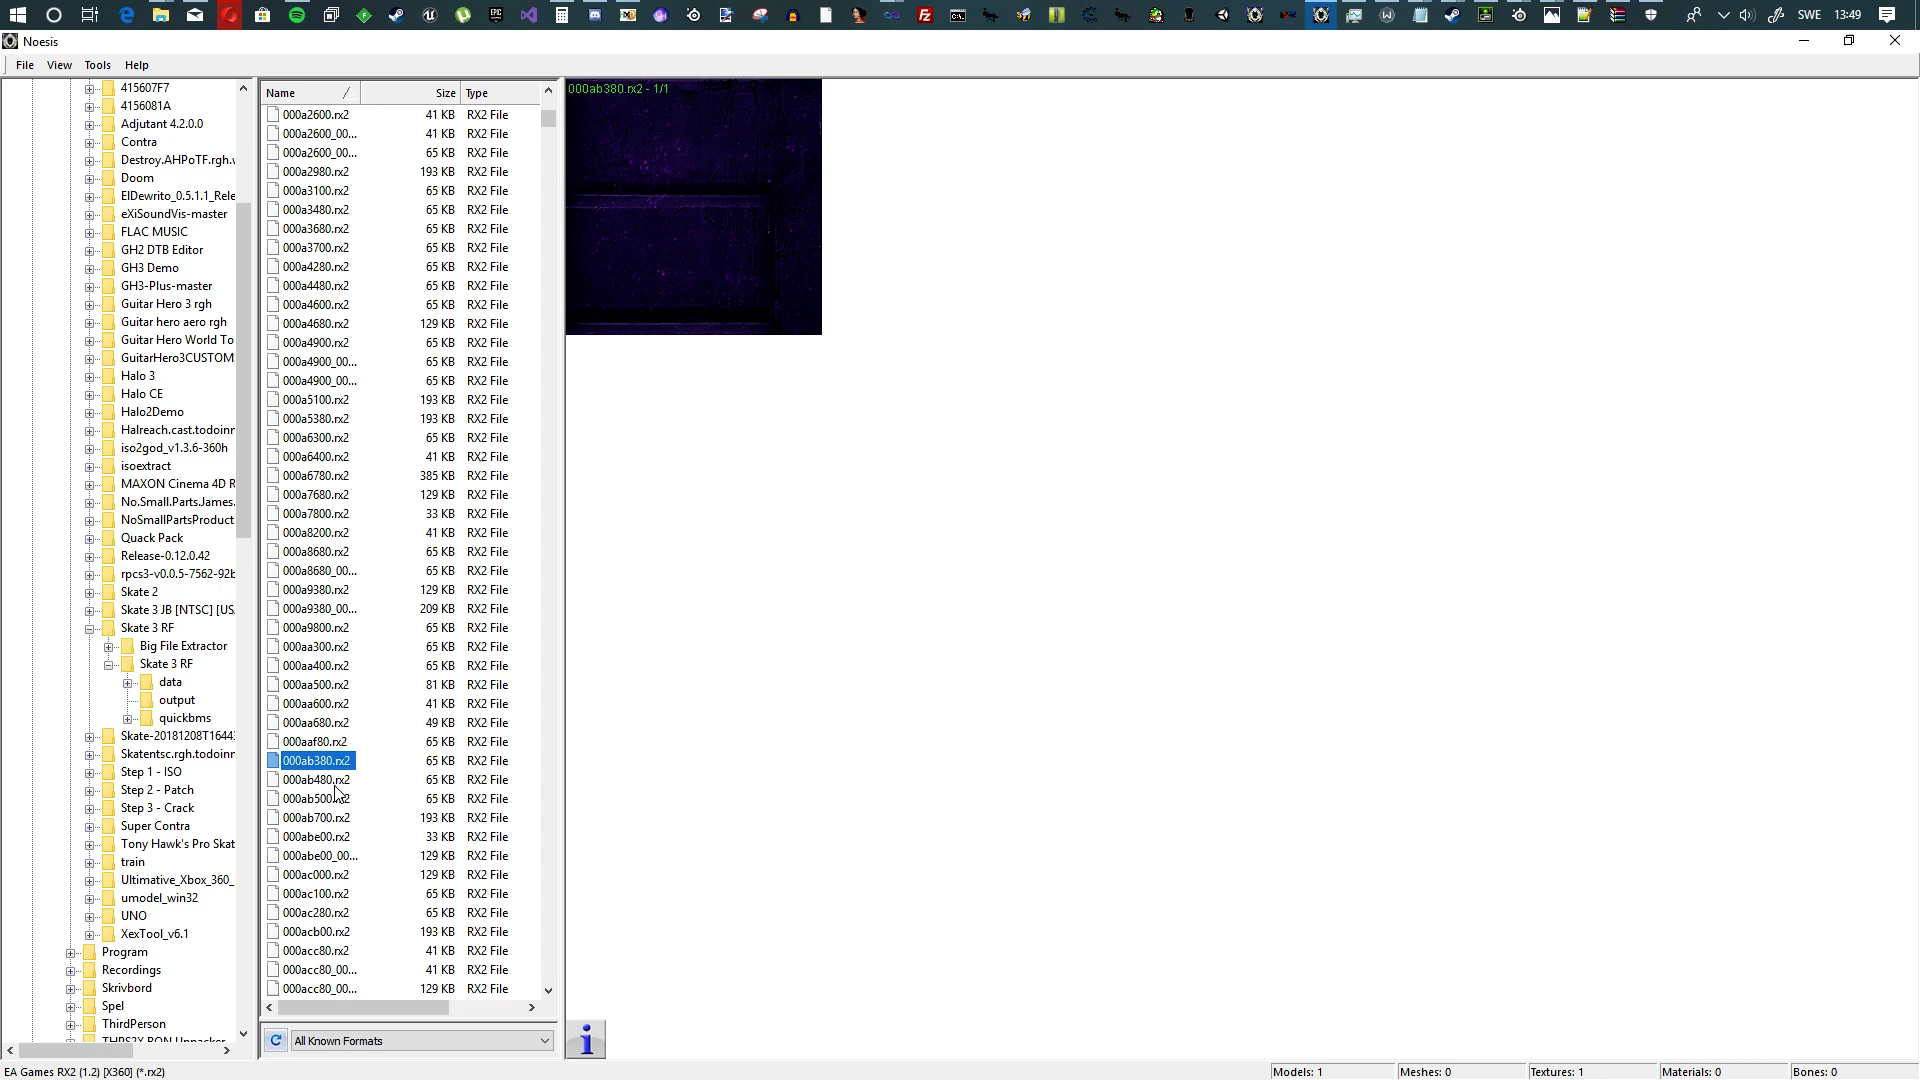 SWE 13:49
Noesis
File View Tools Help
415607F7
4156081A
Adjutant 4.2.0.0
Contra
Destroy.AHPoTF.rgh.
Doom
ElDewrito_0.5.1.1_Rele
eXiSoundVis-master
FLAC MUSIC
GH2 DTB Editor
GH3 Demo
GH3-Plus-master
Guitar Hero 3 rgh
Guitar hero aero rgh
Guitar Hero World To
GuitarHero3CUSTOM
Halo 3
Halo CE
Halo2Demo
Halreach.cast.todoinr
iso2god_v1.3.6-360h
isoextract
MAXON Cinema 4D R
No.Small.Parts.James.
NoSmallPartsProduct
Quack Pack
Release-0.12.0.42
rpcs3-v0.0.5-7562-92b
Skate 2
Skate 3 JB [NTSC] [US
Skate 3 RF
Big File Extractor
Skate 3 RF
data
output
quickbms
Skate-20181208T1644
Skatentsc.rgh.todoinr
Step 1 - ISO
Step 2 - Patch
Step 3 - Crack
Super Contra
Tony Hawk's Pro Skat
train
Ultimative_Xbox_360_
umodel_win32
UNO
XexTool_v6.1
Program
Recordings
Skrivbord
Spel
ThirdPerson
Name Size Type
000a2600.rx2 41 KB RX2 File
000a2600_00... 41 KB RX2 File
000a2600_00... 65 KB RX2 File
000a2980.rx2 193 KB RX2 File
000a3100.rx2 65 KB RX2 File
000a3480.rx2 65 KB RX2 File
000a3680.rx2 65 KB RX2 File
000a3700.rx2 65 KB RX2 File
000a4280.rx2 65 KB RX2 File
000a4480.rx2 65 KB RX2 File
000a4600.rx2 65 KB RX2 File
000a4680.rx2 129 KB RX2 File
000a4900.rx2 65 KB RX2 File
000a4900_00... 65 KB RX2 File
000a4900_00... 65 KB RX2 File
000a5100.rx2 193 KB RX2 File
000a5380.rx2 193 KB RX2 File
000a6300.rx2 65 KB RX2 File
000a6400.rx2 41 KB RX2 File
000a6780.rx2 385 KB RX2 File
000a7680.rx2 129 KB RX2 File
000a7800.rx2 33 KB RX2 File
000a8200.rx2 41 KB RX2 File
000a8680.rx2 65 KB RX2 File
000a8680_00... 65 KB RX2 File
000a9380.rx2 129 KB RX2 File
000a9380_00... 209 KB RX2 File
000a9800.rx2 65 KB RX2 File
000aa300.rx2 65 KB RX2 File
000aa400.rx2 65 KB RX2 File
000aa500.rx2 81 KB RX2 File
000aa600.rx2 41 KB RX2 File
000aa680.rx2 49 KB RX2 File
000aaf80.rx2 65 KB RX2 File
000ab380.rx2 65 KB RX2 File
000ab480.rx2 65 KB RX2 File
000ab500.rx2 65 KB RX2 File
000ab700.rx2 193 KB RX2 File
000abe00.rx2 33 KB RX2 File
000abe00_00... 129 KB RX2 File
000ac000.rx2 129 KB RX2 File
000ac100.rx2 65 KB RX2 File
000ac280.rx2 65 KB RX2 File
000acb00.rx2 193 KB RX2 File
000acc80.rx2 41 KB RX2 File
000acc80_00... 41 KB RX2 File
000acc80_00... 129 KB RX2 File
All Known Formats
000ab380.rx2 - 1/1
EA Games RX2 (1.2) [X360] (*.rx2) Models: 1 Meshes: 0 Textures: 1 Materials: 0 Bones: 0